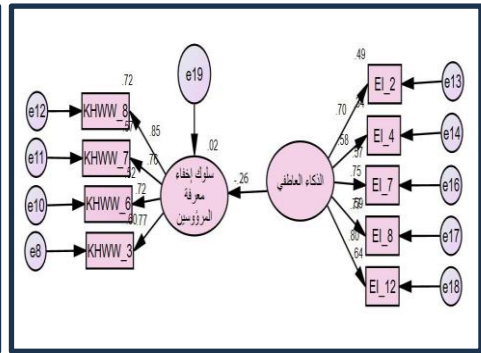 e19
.72
.49
e12
KHWW_8
EI_2
e13
.02
.70
.85
e11
KHWW_7
.76
.58
EI_4
e14
سلوك إخفاء
معرفة
المرؤوسين
-.26
الذكاء العاطفي
.75
EI_7
e16
e10
KHWW_6
.72
EI_8
e17
.60
.77
.80
e8
KHWW_3
.64
EI_12
e18